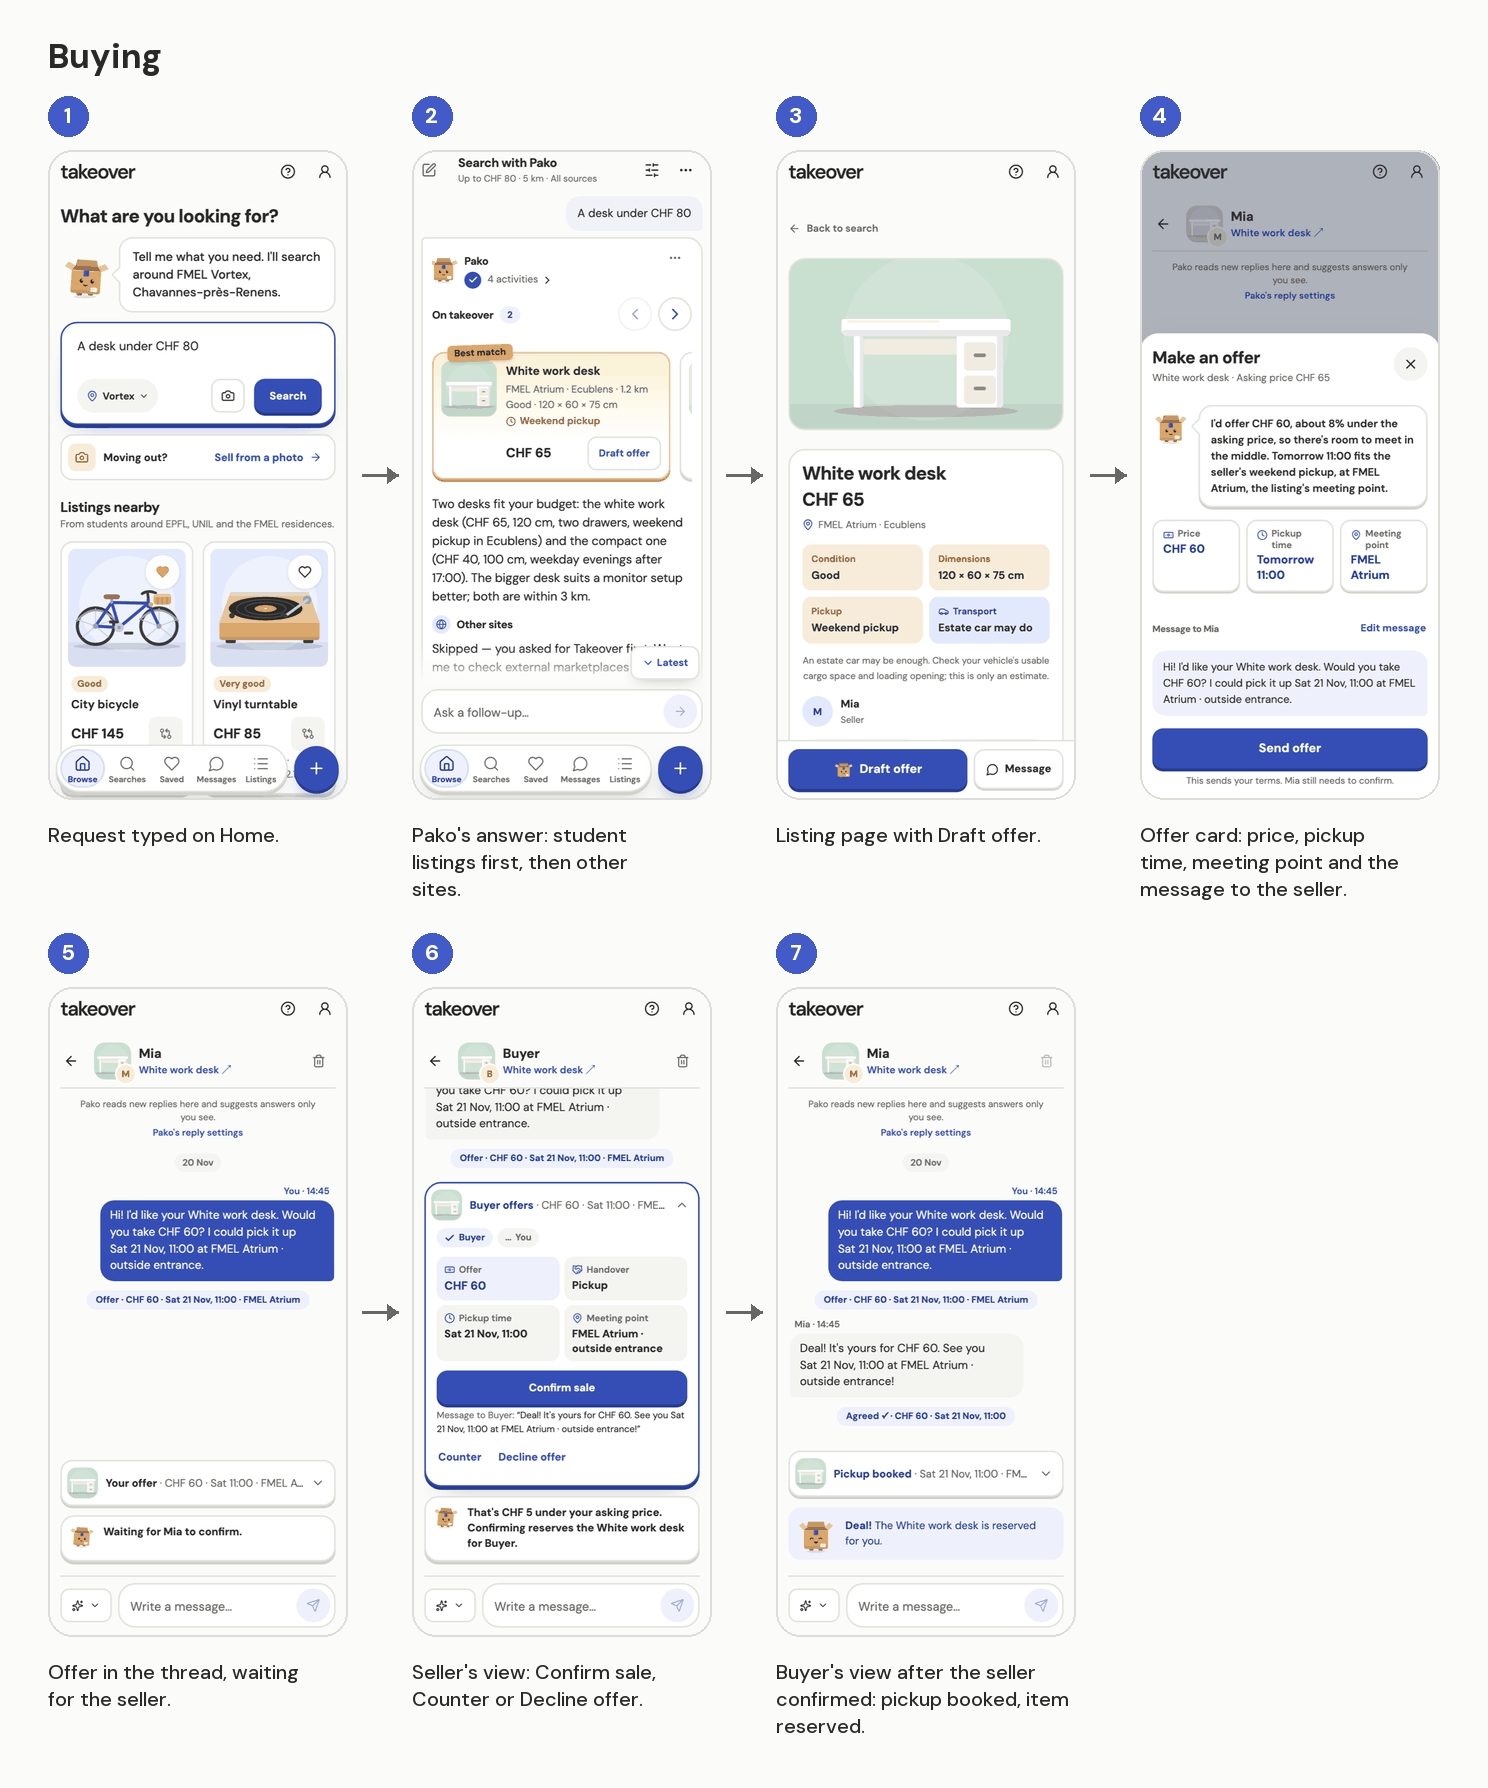 Buying
1
takeover
What are you looking for?
Tell me what you need. I'll search
around FMEL Vortex,
Chavannes-près-Renens.
A desk under CHF 80
Vortex
Search
Moving out?
Sell from a photo →
Listings nearby
From students around EPFL, UNIL and the FMEL residences.
Good
City bicycle
CHF 145
Very good
Vinyl turntable
CHF 85
Browse
Searches
Saved
Messages
Listings
+
Request typed on Home.
2
Search with Pako
Up to CHF 80 · 5 km · All sources
A desk under CHF 80
Pako
4 activities
On takeover 2
Best match
White work desk
FMEL Atrium · Ecublens · 1.2 km
Good · 120 × 60 × 75 cm
Weekend pickup
CHF 65
Draft offer
Two desks fit your budget: the white work
desk (CHF 65, 120 cm, two drawers, weekend
pickup in Ecublens) and the compact one
(CHF 40, 100 cm, weekday evenings after
17:00). The bigger desk suits a monitor setup
better; both are within 3 km.
Other sites
Skipped — you asked for Takeover
me to check external marketplaces
Latest
Ask a follow-up...
Browse
Searches
Saved
Messages
Listings
+
Pako's answer: student
listings first, then other
sites.
3
takeover
← Back to search
White work desk
CHF 65
FMEL Atrium · Ecublens
Condition
Good
Dimensions
120 × 60 × 75 cm
Pickup
Weekend pickup
Transport
Estate car may do
An estate car may be enough. Check your vehicle's usable
cargo space and loading opening; this is only an estimate.
M
Mia
Seller
Draft offer
Message
Listing page with Draft offer.
4
takeover
M
Mia
White work desk ↗
Pako reads new replies here and suggests answers only
you see.
Pako's reply settings
Make an offer
White work desk · Asking price CHF 65
I'd offer CHF 60, about 8% under the
asking price, so there's room to meet in
the middle. Tomorrow 11:00 fits the
seller's weekend pickup, at FMEL
Atrium, the listing's meeting point.
Price
CHF 60
Pickup
time
Tomorrow
11:00
Meeting
point
FMEL
Atrium
Message to Mia
Edit message
Hi! I'd like your White work desk. Would you take
CHF 60? I could pick it up Sat 21 Nov, 11:00 at FMEL
Atrium · outside entrance.
Send offer
This sends your terms. Mia still needs to confirm.
Offer card: price, pickup
time, meeting point and the
message to the seller.
5
takeover
M
Mia
White work desk ↗
Pako reads new replies here and suggests answers only
you see.
Pako's reply settings
20 Nov
You · 14:45
Hi! I'd like your White work desk. Would
you take CHF 60? I could pick it up
Sat 21 Nov, 11:00 at FMEL Atrium ·
outside entrance.
Offer · CHF 60 · Sat 21 Nov, 11:00 · FMEL Atrium
Your offer · CHF 60 · Sat 11:00 · FMEL A...
Waiting for Mia to confirm.
Write a message...
Offer in the thread, waiting
for the seller.
6
takeover
B
Buyer
White work desk ↗
you take CHF 60? I could pick it up
Sat 21 Nov, 11:00 at FMEL Atrium ·
outside entrance.
Offer · CHF 60 · Sat 21 Nov, 11:00 · FMEL Atrium
Buyer offers · CHF 60 · Sat 11:00 · FME...
✓ Buyer
... You
Offer
CHF 60
Handover
Pickup
Pickup time
Sat 21 Nov, 11:00
Meeting point
FMEL Atrium ·
outside entrance
Confirm sale
Message to Buyer: "Deal! It's yours for CHF 60. See you Sat
21 Nov, 11:00 at FMEL Atrium · outside entrance!"
Counter
Decline offer
That's CHF 5 under your asking price.
Confirming reserves the White work desk
for Buyer.
Write a message...
Seller's view: Confirm sale,
Counter or Decline offer.
7
takeover
M
Mia
White work desk ↗
Pako reads new replies here and suggests answers only
you see.
Pako's reply settings
20 Nov
You · 14:45
Hi! I'd like your White work desk. Would
you take CHF 60? I could pick it up
Sat 21 Nov, 11:00 at FMEL Atrium ·
outside entrance.
Offer · CHF 60 · Sat 21 Nov, 11:00 · FMEL Atrium
Mia · 14:45
Deal! It's yours for CHF 60. See you
Sat 21 Nov, 11:00 at FMEL Atrium ·
outside entrance!
Agreed ✓ · CHF 60 · Sat 21 Nov, 11:00
Pickup booked · Sat 21 Nov, 11:00 · FM...
Deal! The White work desk is reserved
for you.
Write a message...
Buyer's view after the seller
confirmed: pickup booked, item
reserved.